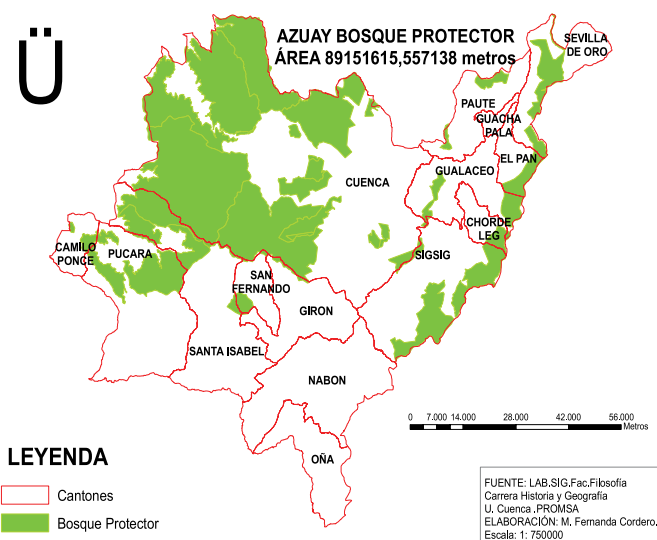 Ü
AZUAY BOSQUE PROTECTOR
ÁREA 89151615,557138 metros
SEVILLA
DE ORO
PAUTE
GUACHA
PALA
EL PAN
GUALACEO
CUENCA
CHORDE
LEG
SIGSIG
CAMILO
PONCE
PUCARA
SAN
FERNANDO
GIRON
SANTA ISABEL
NABON
OÑA
0 7.000 14.000 28.000 42.000 56.000
Metros
LEYENDA
Cantones
Bosque Protector
FUENTE: LAB.SIG.Fac.Filosofía
Carrera Historia y Geografía
U. Cuenca .PROMSA
ELABORACIÓN: M. Fernanda Cordero.
Escala: 1: 750000